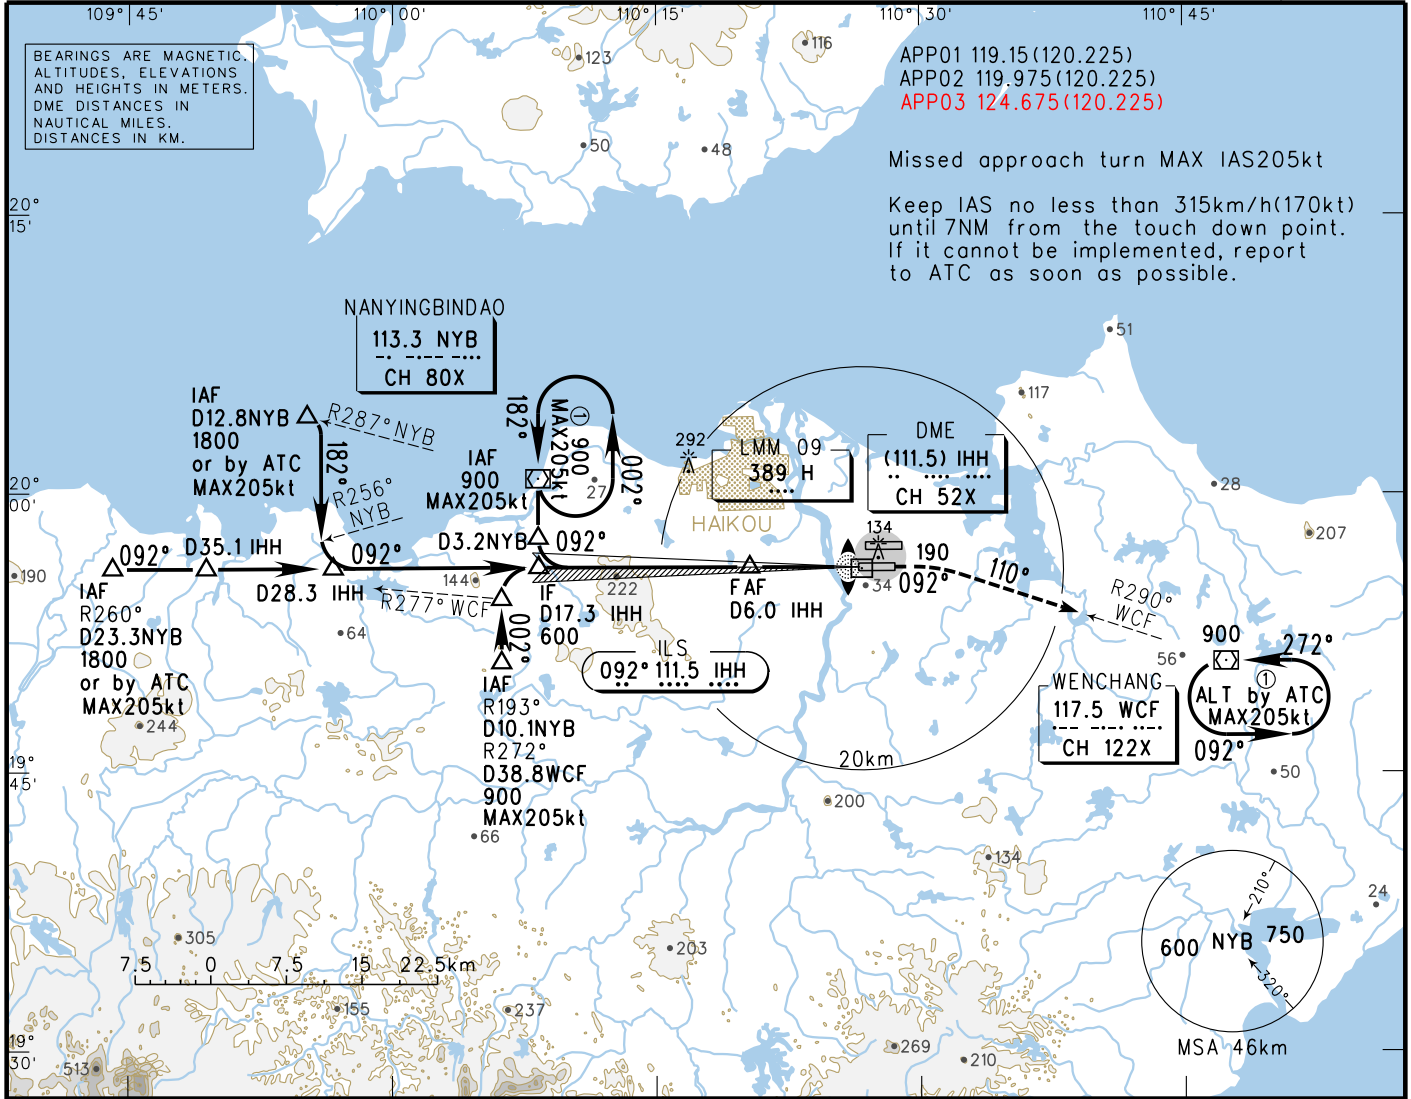 109° 45'
110° 00'
110° 15'
110° 30'
110° 45'
BEARINGS ARE MAGNETIC.
ALTITUDES, ELEVATIONS
AND HEIGHTS IN METERS.
DME DISTANCES IN
NAUTICAL MILES.
DISTANCES IN KM.
123
116
50
48
APP01 119.15(120.225)
APP02 119.975(120.225)
APP03 124.675(120.225)
Missed approach turn MAX IAS205kt
Keep IAS no less than 315km/h(170kt)
until 7NM from the touch down point.
If it cannot be implemented, report
to ATC as soon as possible.
20°
15'
NANYINGBINDAO
113.3 NYB
-. -.-- -...
CH 80X
51
117
IAF
D12.8NYB
1800
or by ATC
MAX205kt
R287° NYB
182°
R256°
NYB
IAF
900
MAX205kt
182°
① 900
MAX205kt
002°
27
292
LMM 09
389 H
....
HAIKOU
DME
(111.5) IHH
.. .... ....
CH 52X
134
28
207
20°
00'
190
092°
D35.1 IHH
092°
D28.3 IHH
D3.2NYB
092°
144
R277° WCF
222
IF
D17.3 IHH
600
FAF
D6.0 IHH
34
190
092°
110°
R290°
WCF
IAF
R260°
D23.3NYB
1800
or by ATC
MAX205kt
64
244
002°
IAF
R193°
D10.1NYB
R272°
D38.8WCF
900
MAX205kt
ILS
092° 111.5 IHH
.. .... ....
56
900
272°
①
ALT by ATC
MAX205kt
092°
WENCHANG
117.5 WCF
.-- -.-. ..-.
CH 122X
20km
19°
45'
50
200
66
134
24
305
203
7.5 0 7.5 15 22.5km
155
237
269
210
513
19°
30'
210°
600 NYB 750
320°
MSA 46km